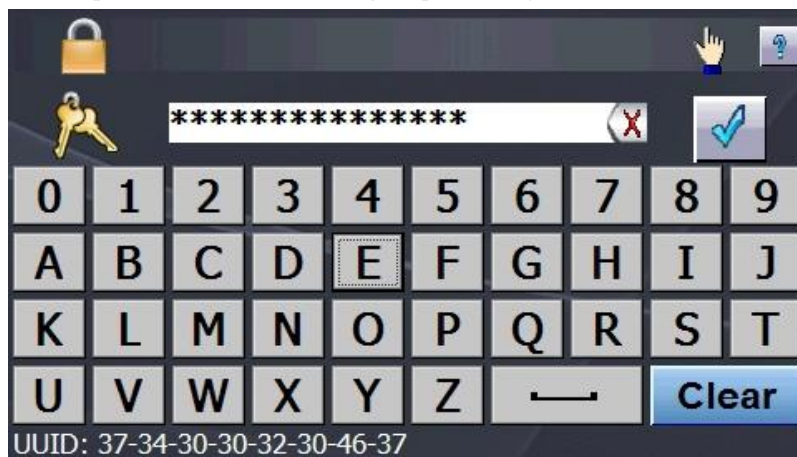 ?
***************
X
0 1 2 3 4 5 6 7 8 9
A B C D E F G H I J
K L M N O P Q R S T
U V W X Y Z Clear
UUID: 37-34-30-30-32-30-46-37